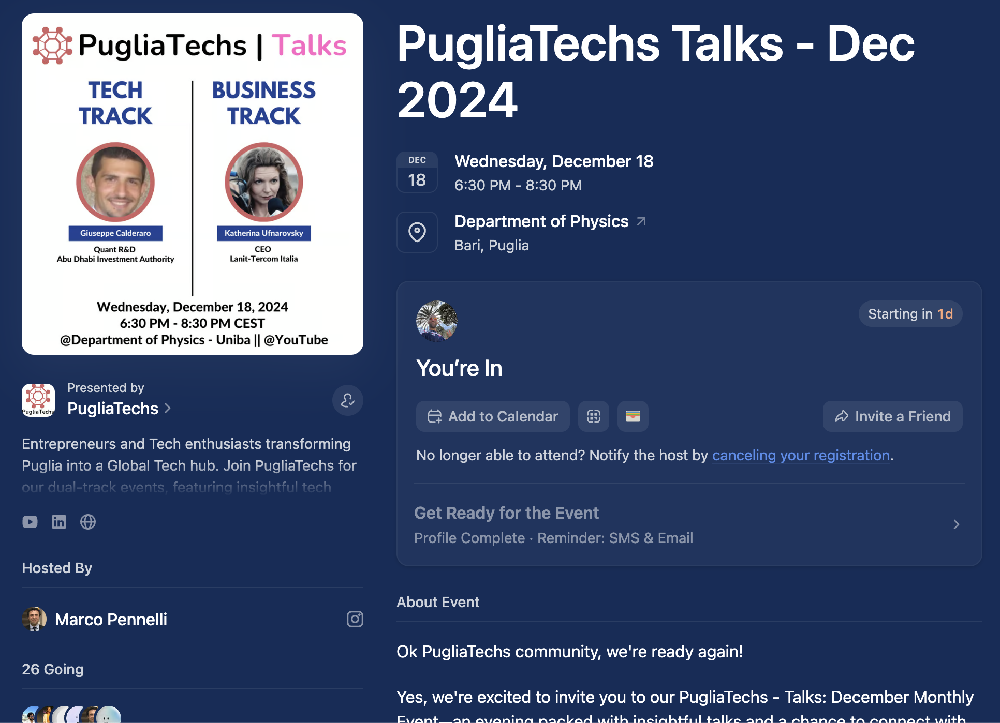 PugliaTechs | Talks
TECH
TRACK
BUSINESS
TRACK
Giuseppe Calderaro
Quant R&D
Abu Dhabi Investment Authority
Katherina Ufnarovsky
CEO
Lanit-Tercom Italia
Wednesday, December 18, 2024
6:30 PM - 8:30 PM CEST
@Department of Physics - Uniba || @YouTube
PugliaTechs
Presented by
PugliaTechs
Entrepreneurs and Tech enthusiasts transforming
Puglia into a Global Tech hub. Join PugliaTechs for
our dual-track events, featuring insightful tech
Hosted By
Marco Pennelli
26 Going
PugliaTechs Talks - Dec
2024
DEC
18
Wednesday, December 18
6:30 PM - 8:30 PM
Department of Physics
Bari, Puglia
Starting in 1d
You're In
Add to Calendar
Invite a Friend
No longer able to attend? Notify the host by canceling your registration.
Get Ready for the Event
Profile Complete · Reminder: SMS & Email
About Event
Ok PugliaTechs community, we're ready again!
Yes, we're excited to invite you to our PugliaTechs - Talks: December Monthly
Event—an evening packed with insightful talks and a chance to connect with